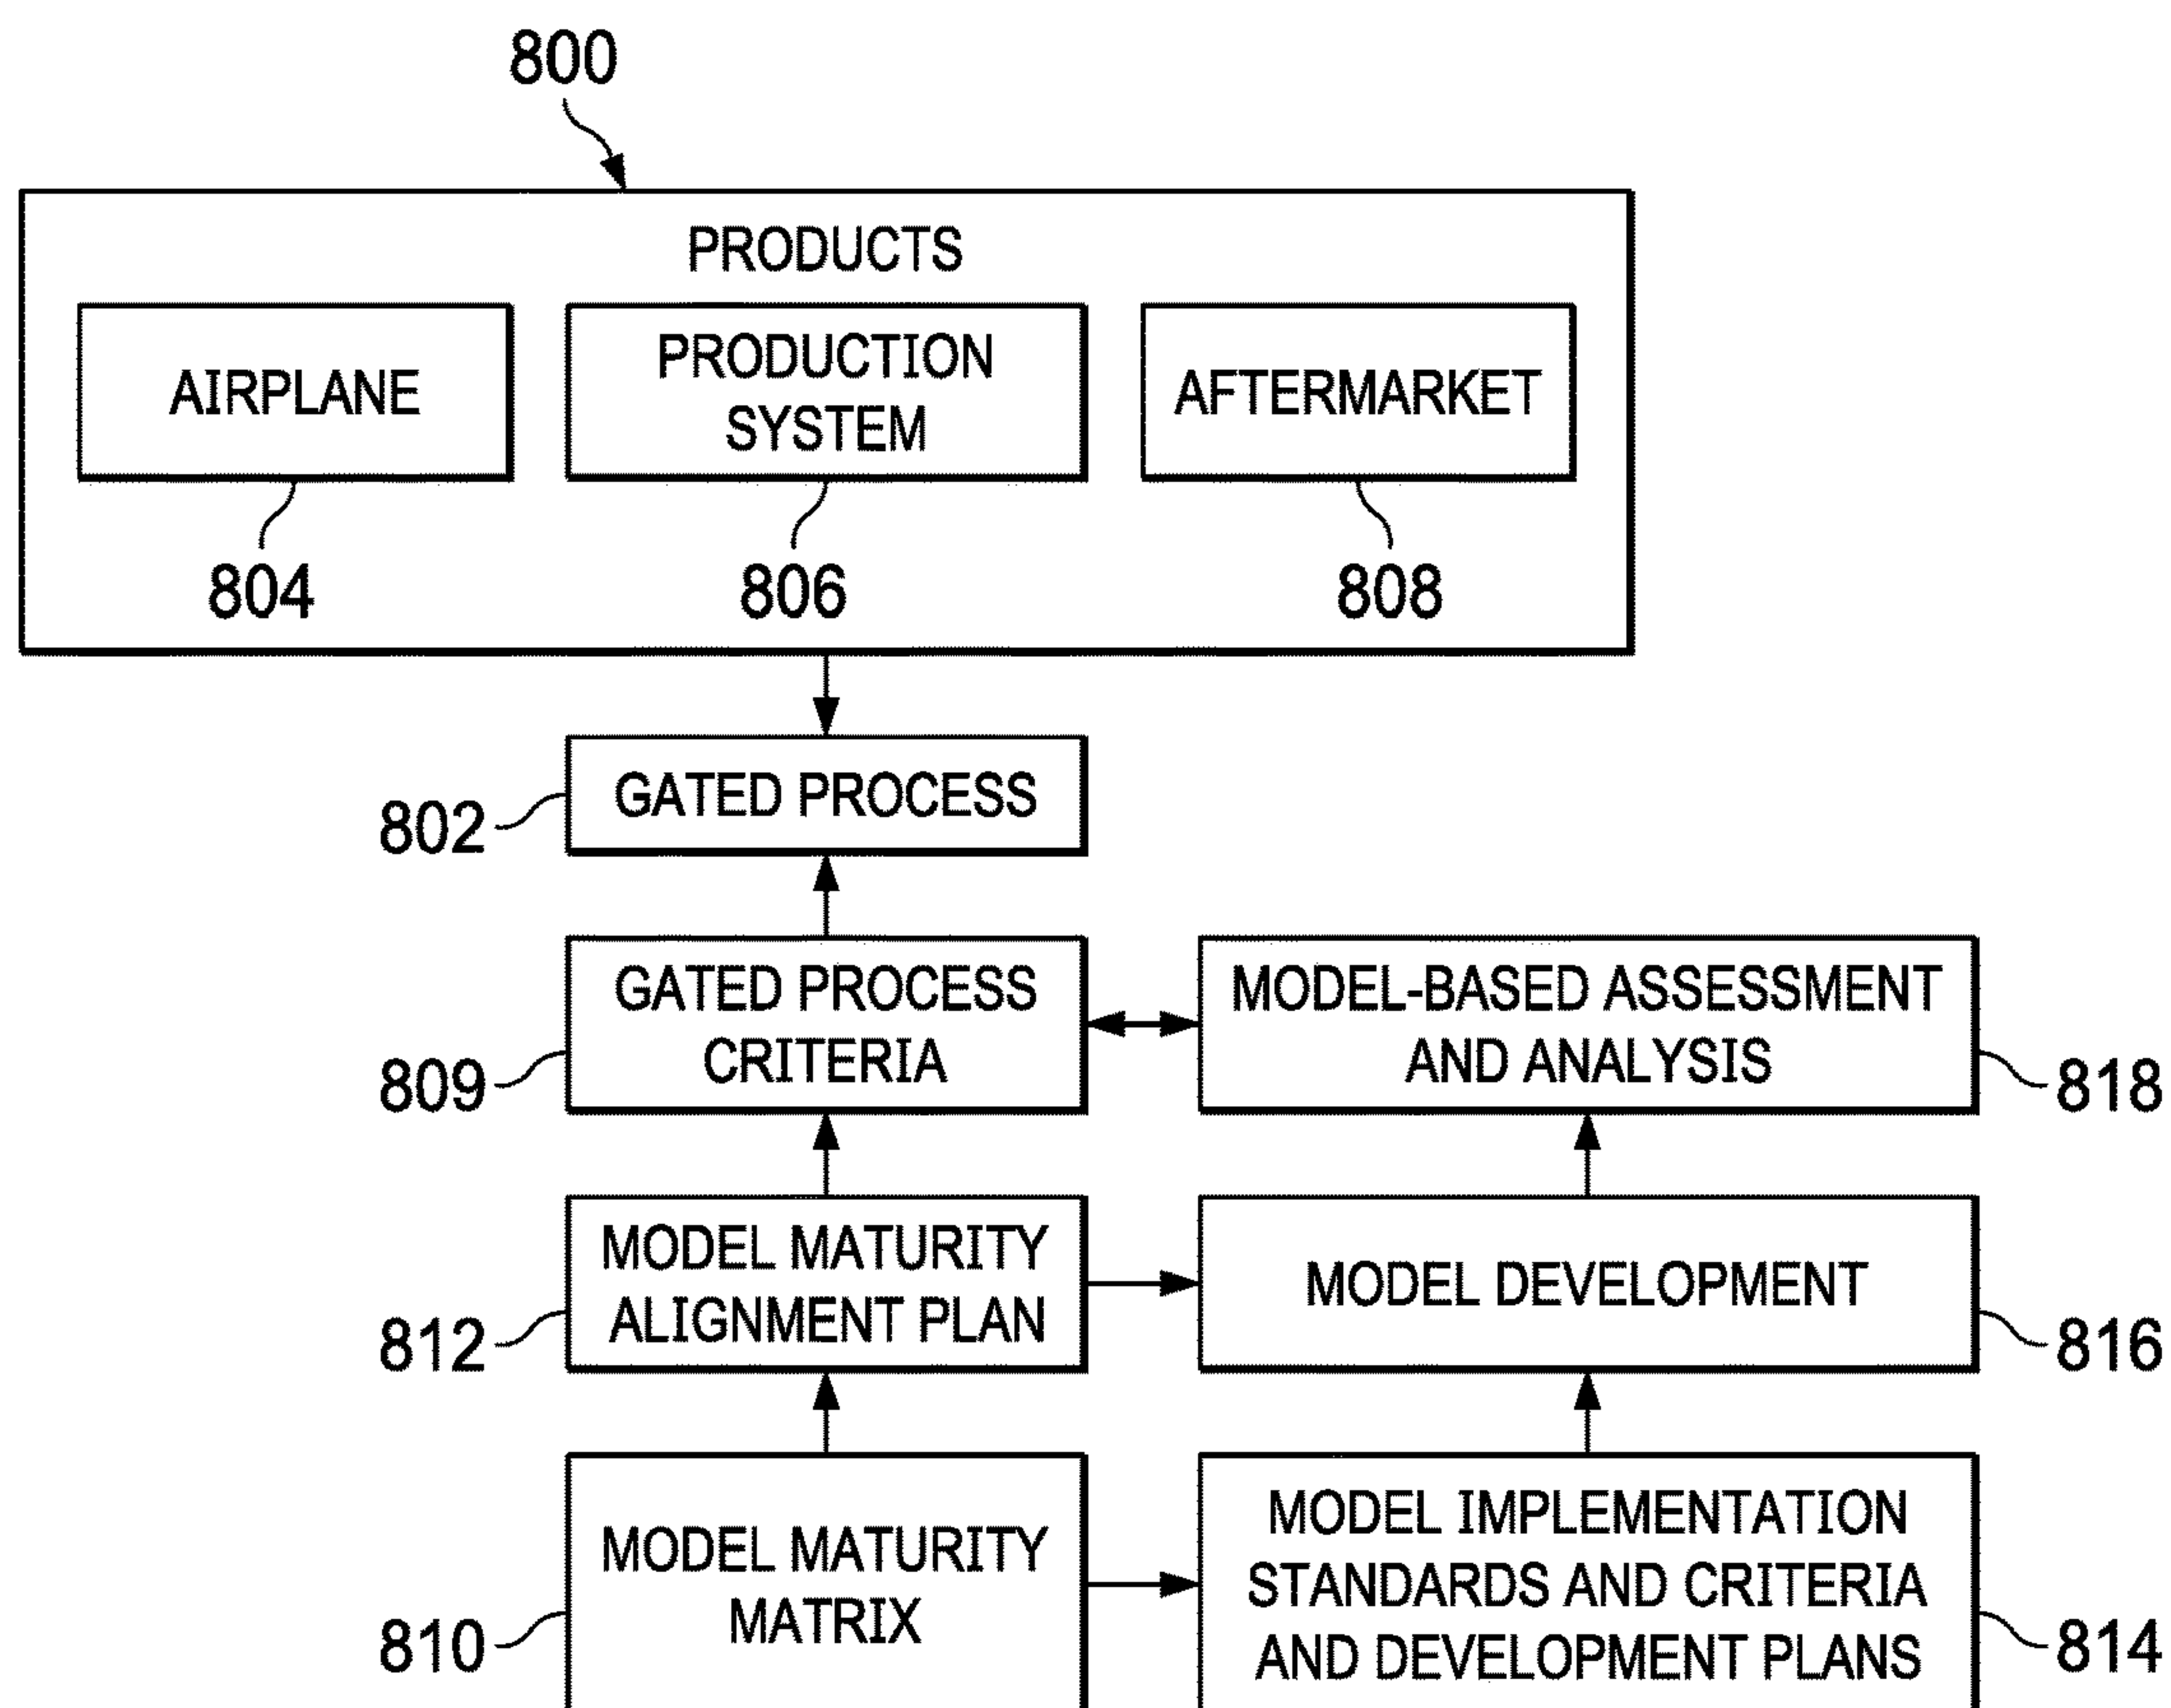 800
PRODUCTS
AIRPLANE
PRODUCTION
SYSTEM
AFTERMARKET
804
806
808
GATED PROCESS
802
GATED PROCESS
CRITERIA
809
MODEL-BASED ASSESSMENT
AND ANALYSIS
818
MODEL MATURITY
ALIGNMENT PLAN
812
MODEL DEVELOPMENT
816
MODEL MATURITY
MATRIX
810
MODEL IMPLEMENTATION
STANDARDS AND CRITERIA
AND DEVELOPMENT PLANS
814